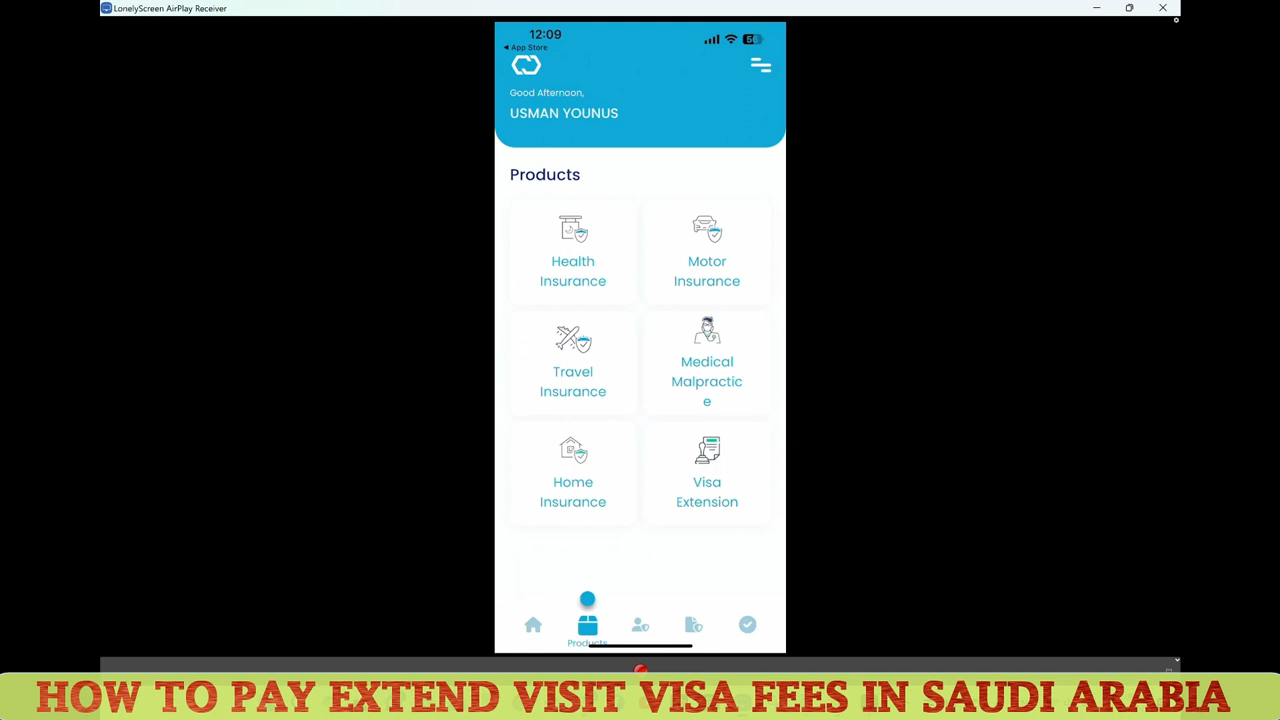 LonelyScreen AirPlay Receiver
12:09
56
App Store
Good Afternoon,
USMAN YOUNUS
Products
Health
Insurance
Motor
Insurance
Travel
Insurance
Medical
Malpractic
e
Home
Insurance
Visa
Extension
Products
HOW TO PAY EXTEND VISIT VISA FEES IN SAUDI ARABIA